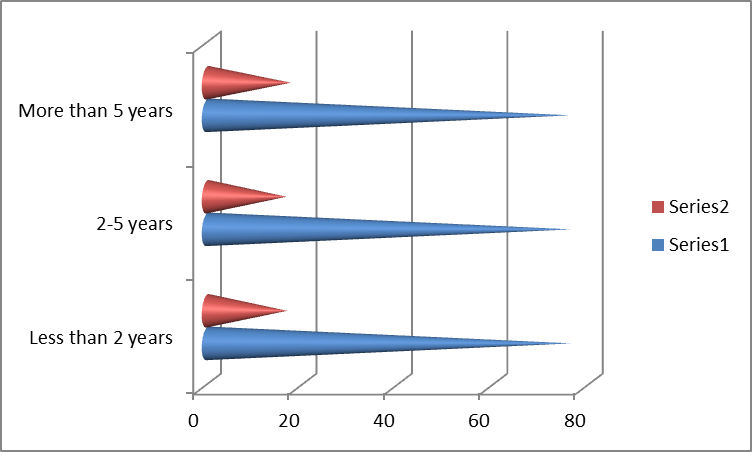 More than 5 years
2-5 years
Less than 2 years
0 20 40 60 80
Series2
Series1